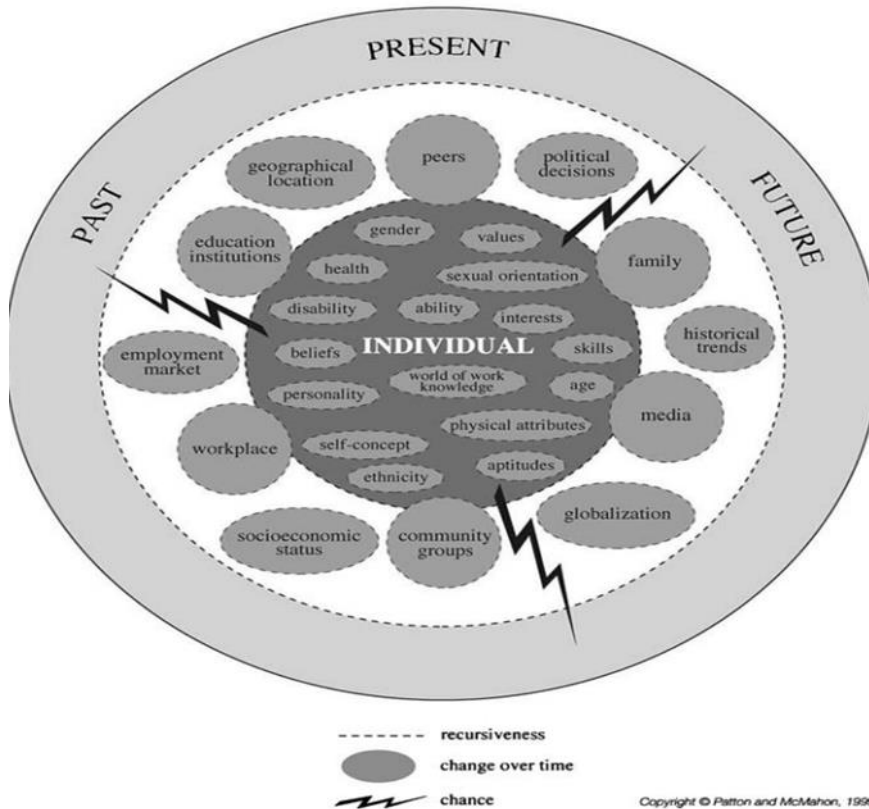 PRESENT
PAST
FUTURE
geographical
location
peers
political
decisions
education
institutions
gender
values
family
health
sexual orientation
disability
ability
interests
historical
trends
employment
market
beliefs
INDIVIDUAL
skills
world of work
knowledge
age
personality
media
physical attributes
workplace
self-concept
aptitudes
ethnicity
globalization
socioeconomic
status
community
groups
recursiveness
change over time
chance
Copyright © Patton and McMahon,